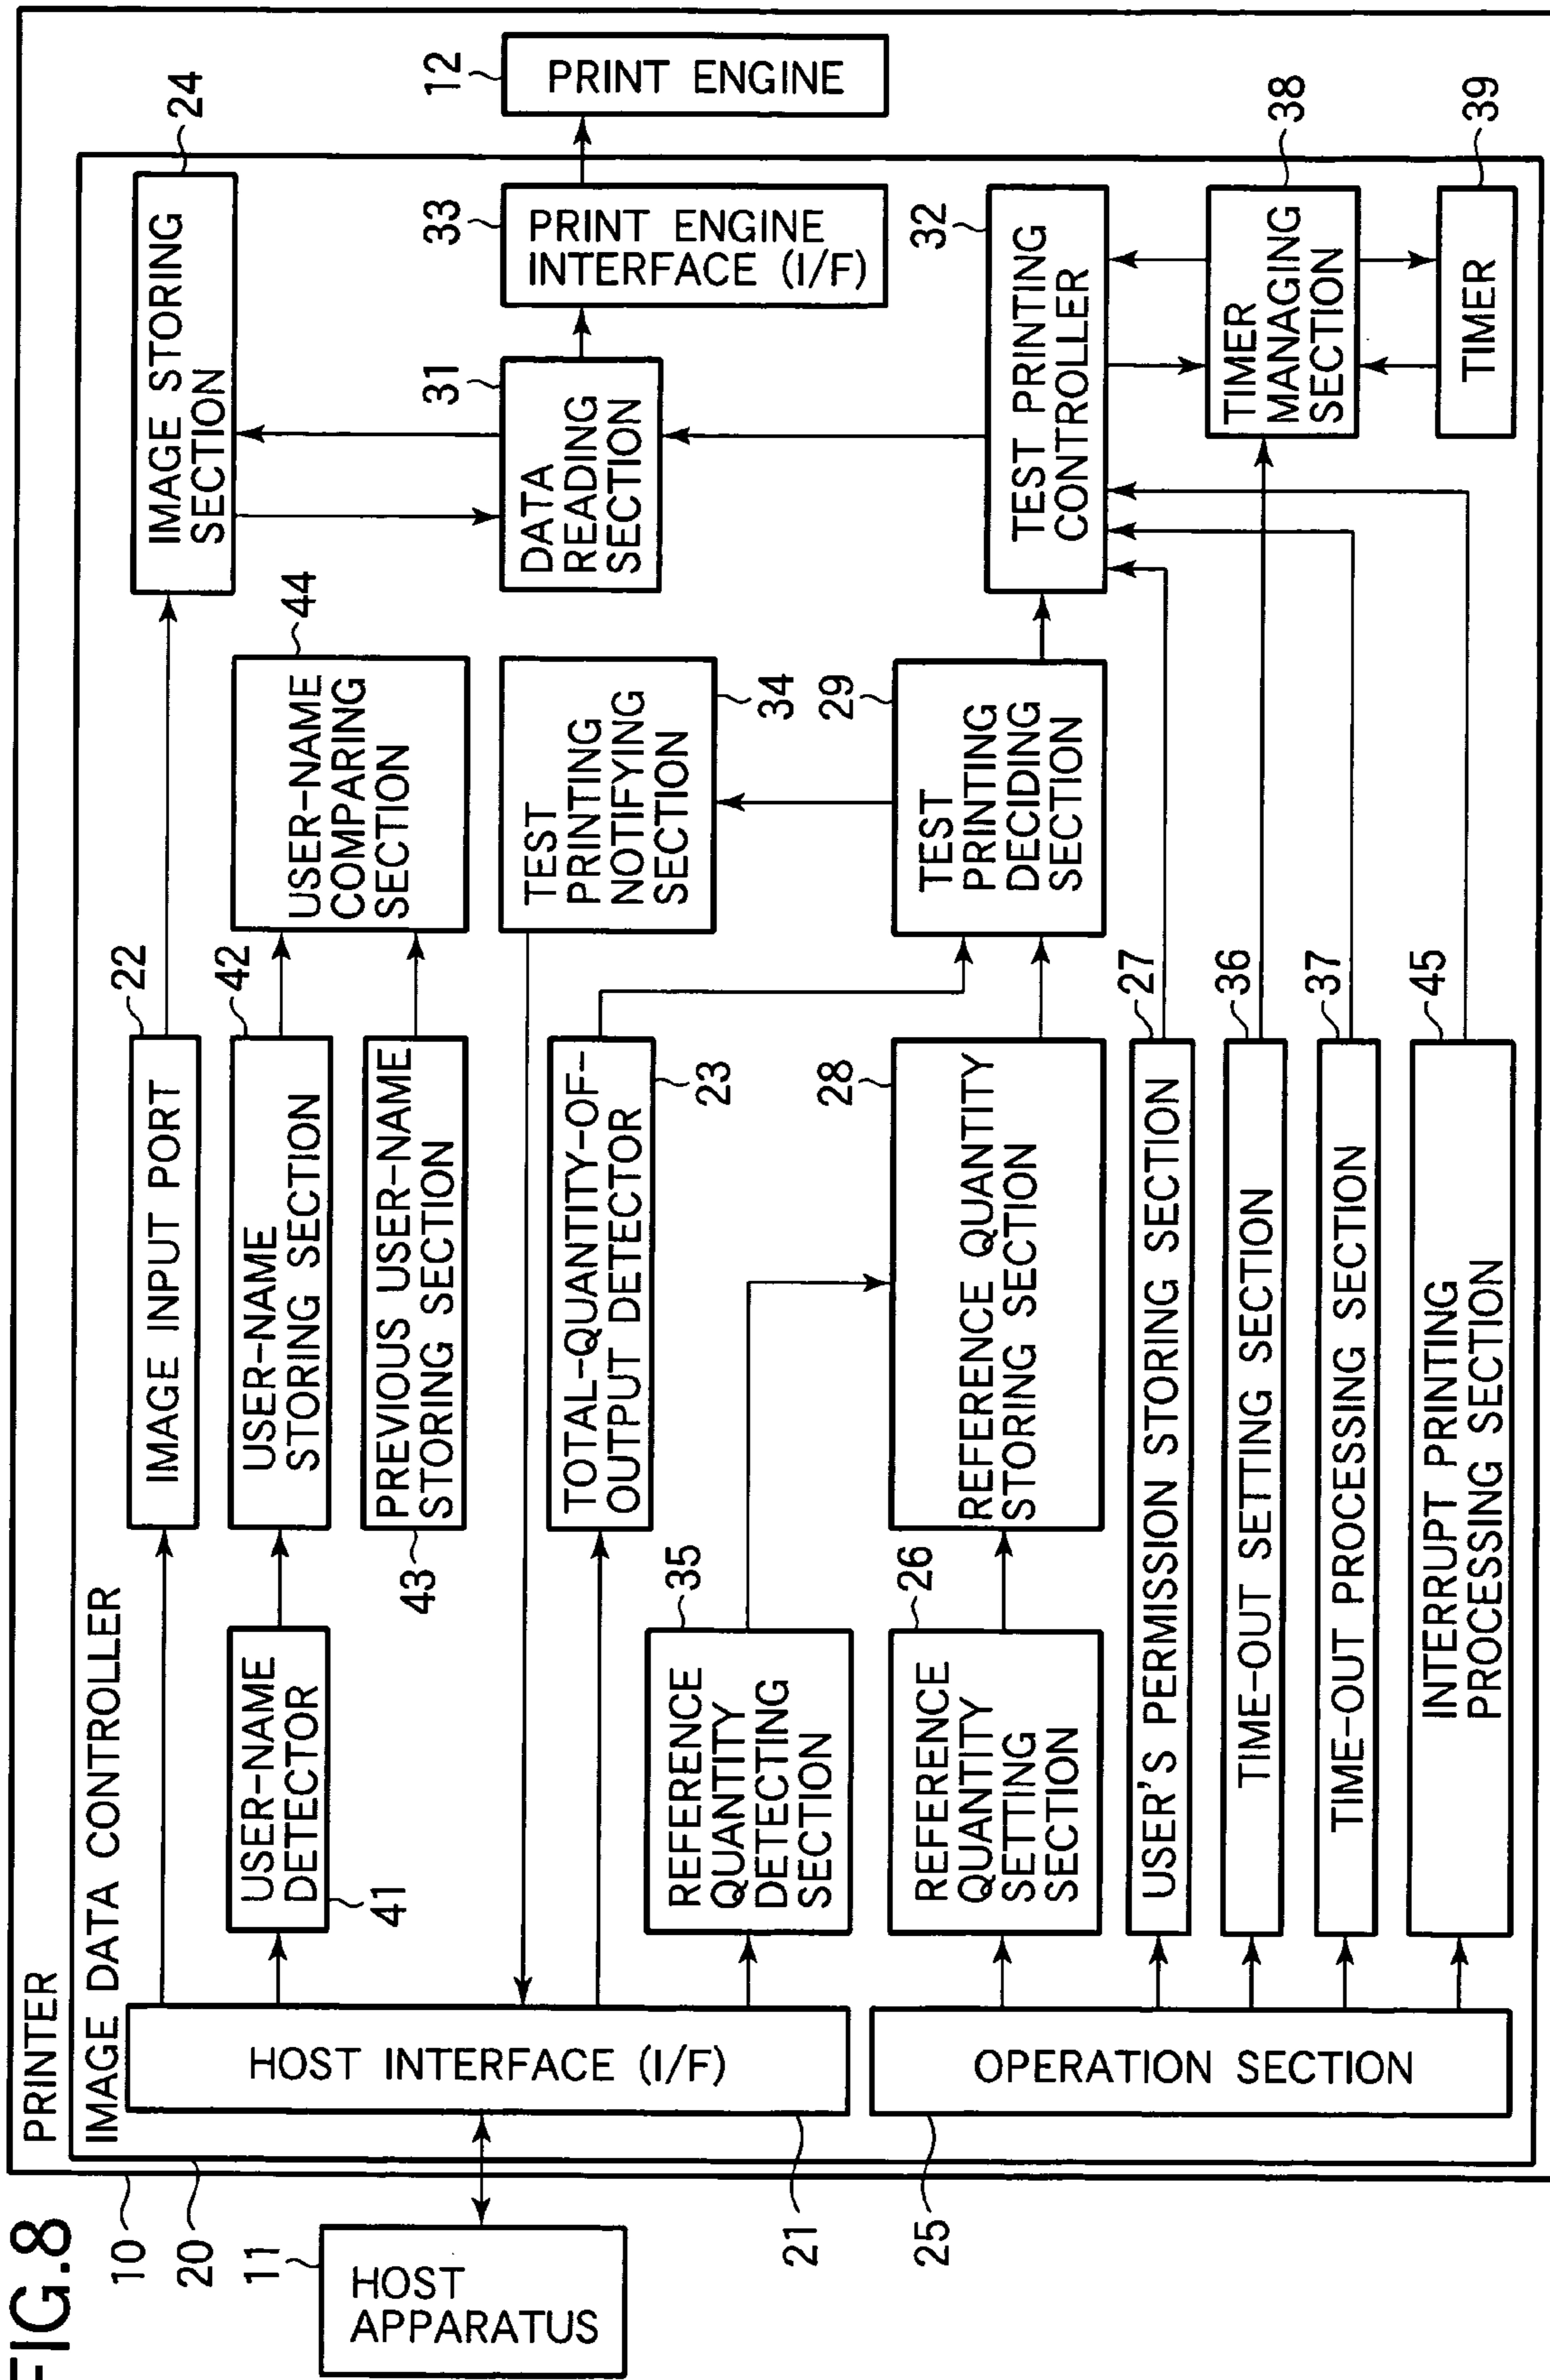 FIG.8
10
PRINTER
20
IMAGE DATA CONTROLLER
11
HOST
APPARATUS
HOST INTERFACE (I/F)
21
OPERATION SECTION
25
USER-NAME
DETECTOR
41
REFERENCE
QUANTITY
DETECTING
SECTION
35
REFERENCE
QUANTITY
SETTING
SECTION
26
IMAGE INPUT PORT
22
USER-NAME
STORING SECTION
42
PREVIOUS USER-NAME
STORING SECTION
43
TOTAL-QUANTITY-OF-
OUTPUT DETECTOR
23
REFERENCE QUANTITY
STORING SECTION
28
USER'S PERMISSION STORING SECTION
27
TIME-OUT SETTING SECTION
36
TIME-OUT PROCESSING SECTION
37
INTERRUPT PRINTING
PROCESSING SECTION
45
USER-NAME
COMPARING
SECTION
44
TEST
PRINTING
NOTIFYING
SECTION
34
TEST
PRINTING
DECIDING
SECTION
29
IMAGE STORING
SECTION
24
DATA
READING
SECTION
31
PRINT ENGINE
INTERFACE (I/F)
33
PRINT ENGINE
12
TEST PRINTING
CONTROLLER
32
TIMER
MANAGING
SECTION
38
TIMER
39